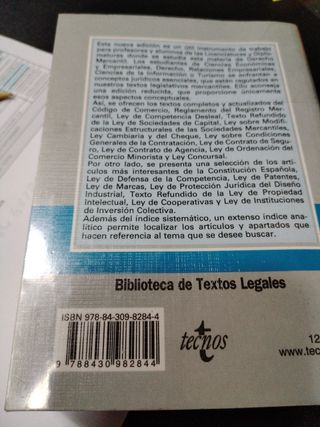 Esta nueva edición es un útil instrumento de trabajo
para profesores y alumnos de las Licenciaturas y Diplo-
maturas donde se estudia esta materia de Derecho
Mercantil. Los estudiantes de Ciencias Económicas
y Empresariales, Derecho, Relaciones Empresariales,
Ciencias de la Información o Turismo se enfrentan a
conceptos jurídicos esenciales, que están regulados en
nuestros textos legislativos mercantiles. Ello aconseja
una edición reducida, que proporcione únicamente
esos aspectos conceptuales
Así, se ofrecen los textos completos y actualizados del
Código de Comercio, Reglamento del Registro Mer-
cantil, Ley de Competencia Desleal, Texto Refundido
de la Ley de Sociedades de Capital, Ley sobre Modifi-
caciones Estructurales de las Sociedades Mercantiles,
Ley Cambiaria y del Cheque, Ley sobre Condiciones
Generales de la Contratación, Ley de Contrato de Segu-
ro, Ley de Contrato de Agencia, Ley de Ordenación del
Comercio Minorista y Ley Concursal.
Por otro lado, se presenta una selección de los artí-
culos más interesantes de la Constitución Española,
Ley de Defensa de la Competencia, Ley de Patentes,
Ley de Marcas, Ley de Protección Jurídica del Diseño
Industrial, Texto Refundido de la Ley de Propiedad
Intelectual, Ley de Cooperativas y Ley de Instituciones
de Inversión Colectiva.
Además del índice sistemático, un extenso índice ana-
lítico permite localizar los artículos y apartados que
hacen referencia al tema que se desee buscar.
Biblioteca de Textos Legales
ISBN 978-84-309-8284-4
9 788430 982844
tecnos
12
www.tec